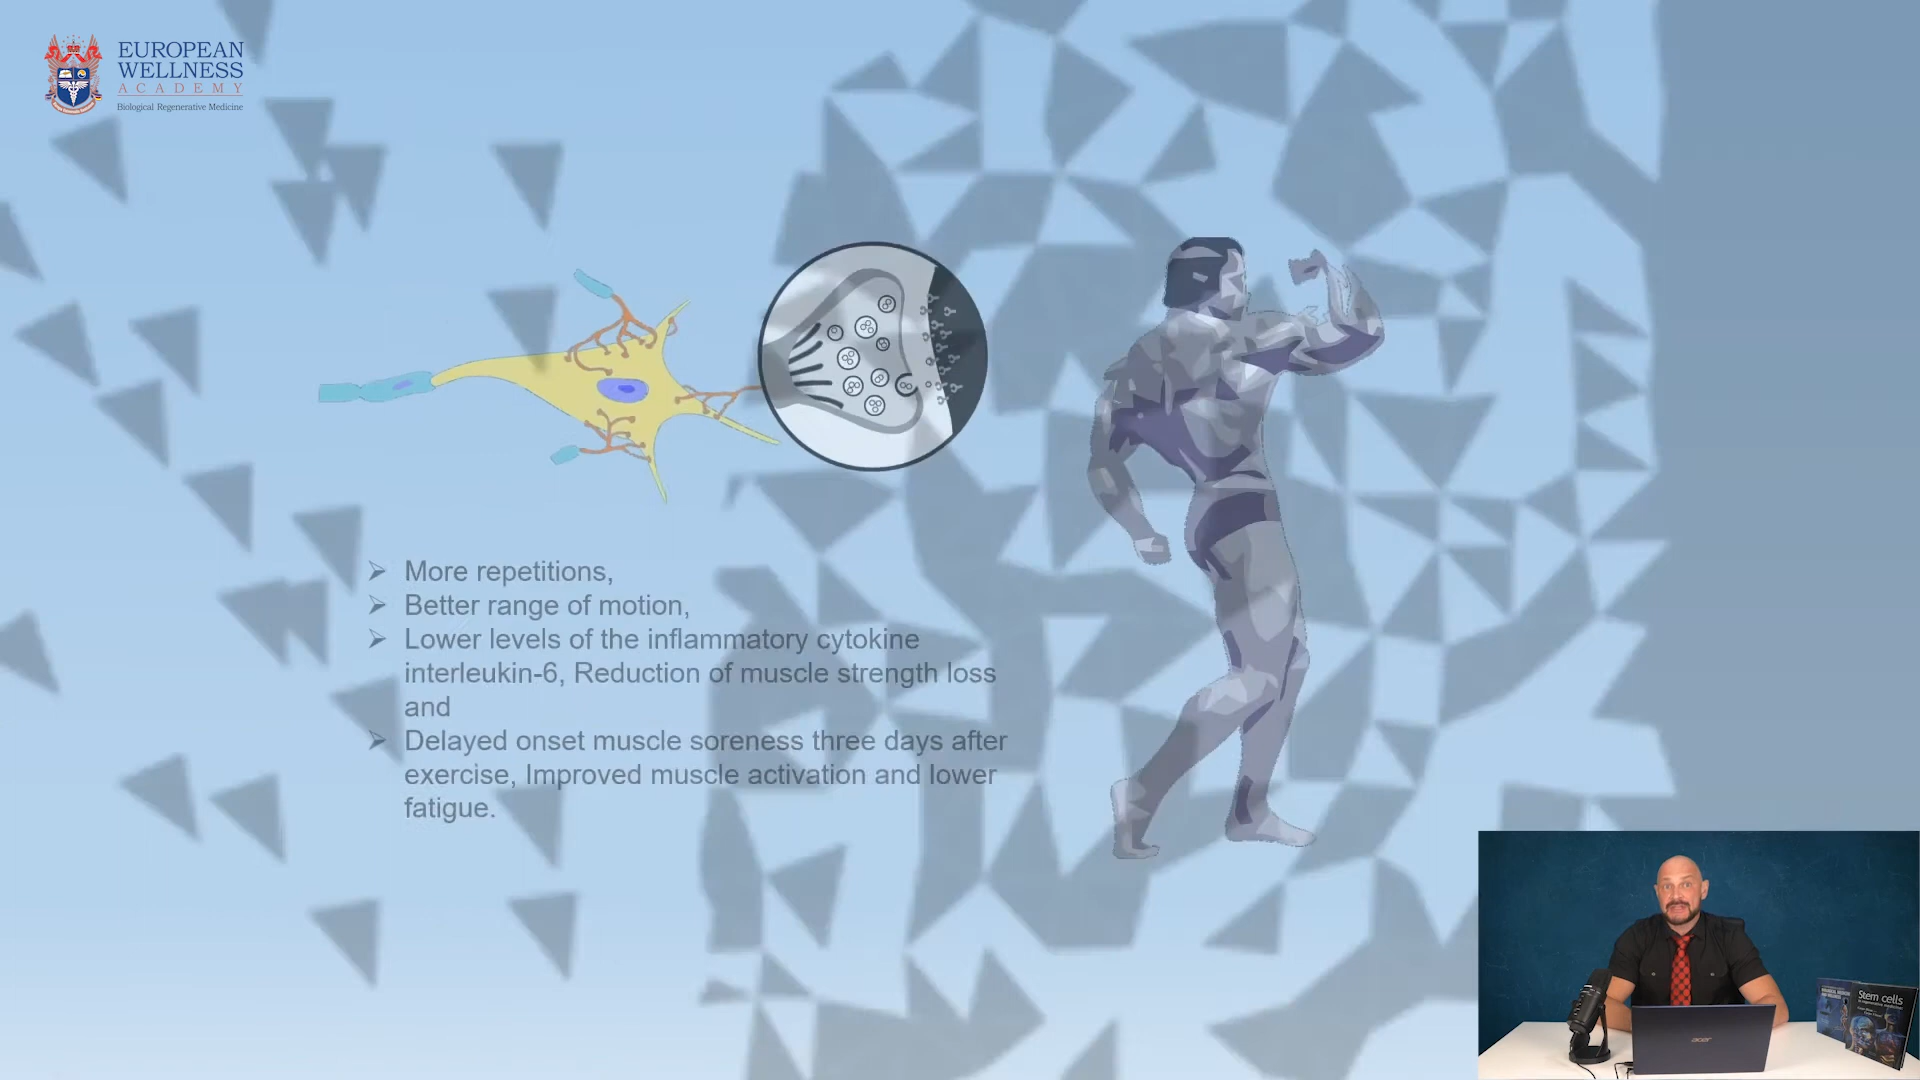 EUROPEAN
WELLNESS
ACADEMY
Biological Regenerative Medicine
➢ More repetitions,
➢ Better range of motion,
➢ Lower levels of the inflammatory cytokine
interleukin-6, Reduction of muscle strength loss
and
➢ Delayed onset muscle soreness three days after
exercise, Improved muscle activation and lower
fatigue.
Stem cells
acer